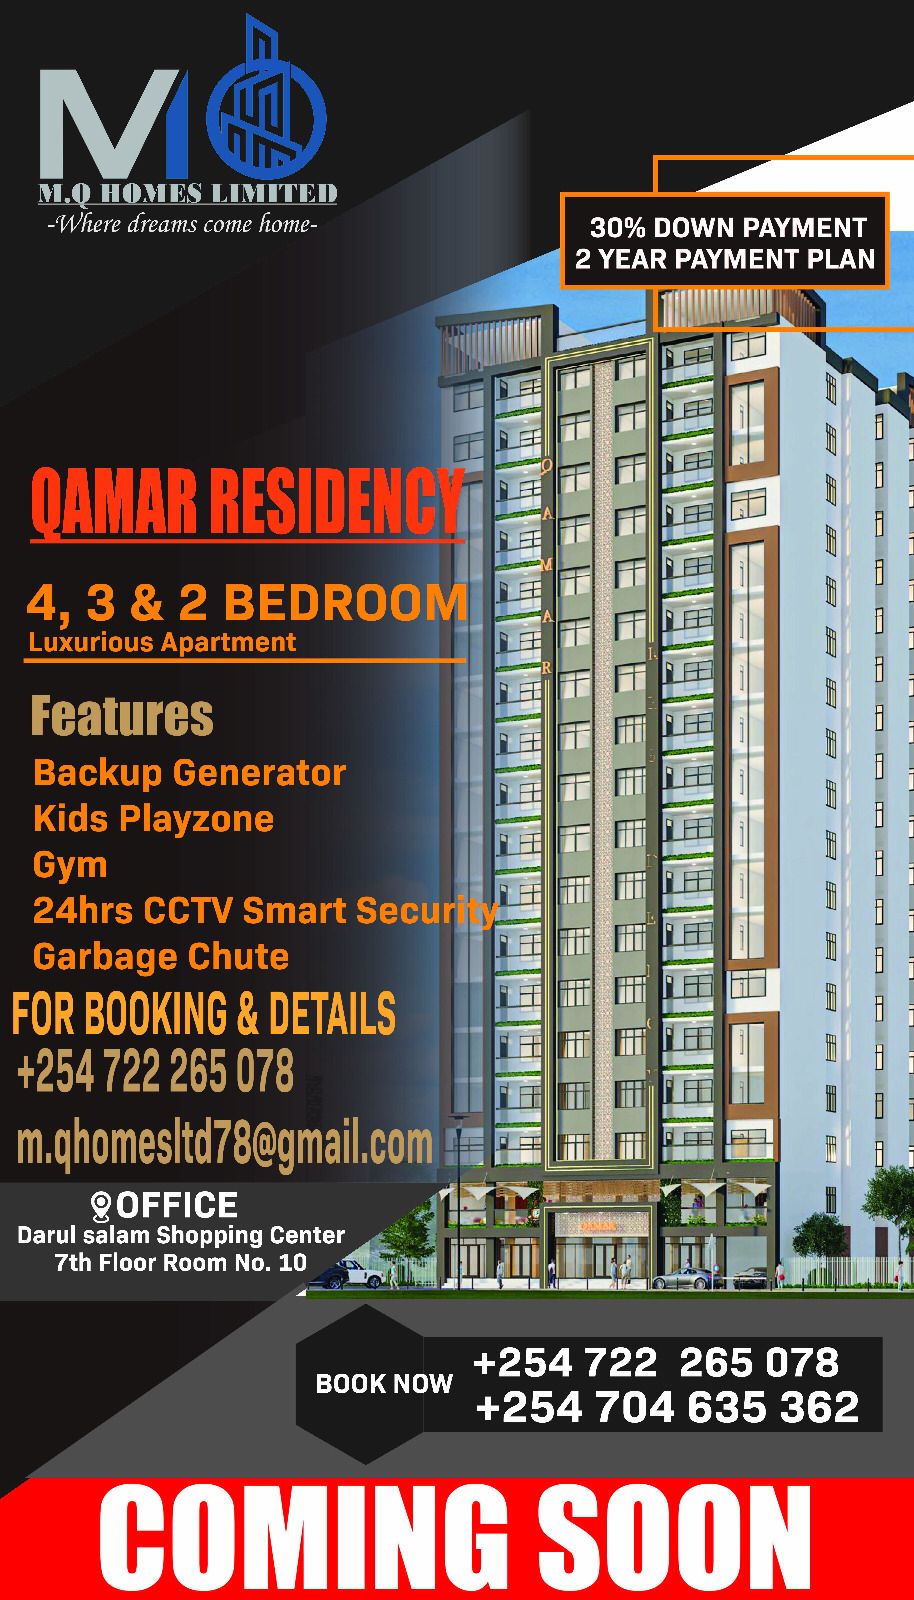 M.Q HOMES LIMITED
-Where dreams come home-
30% DOWN PAYMENT
2 YEAR PAYMENT PLAN
QAMAR RESIDENCY
4, 3 & 2 BEDROOM
Luxurious Apartment
Features
Backup Generator
Kids Playzone
Gym
24hrs CCTV Smart Security
Garbage Chute
FOR BOOKING & DETAILS
+254 722 265 078
m.qhomesltd78@gmail.com
OFFICE
Darul salam Shopping Center
7th Floor Room No. 10
QAMAR
BOOK NOW
+254 722 265 078
+254 704 635 362
COMING SOON